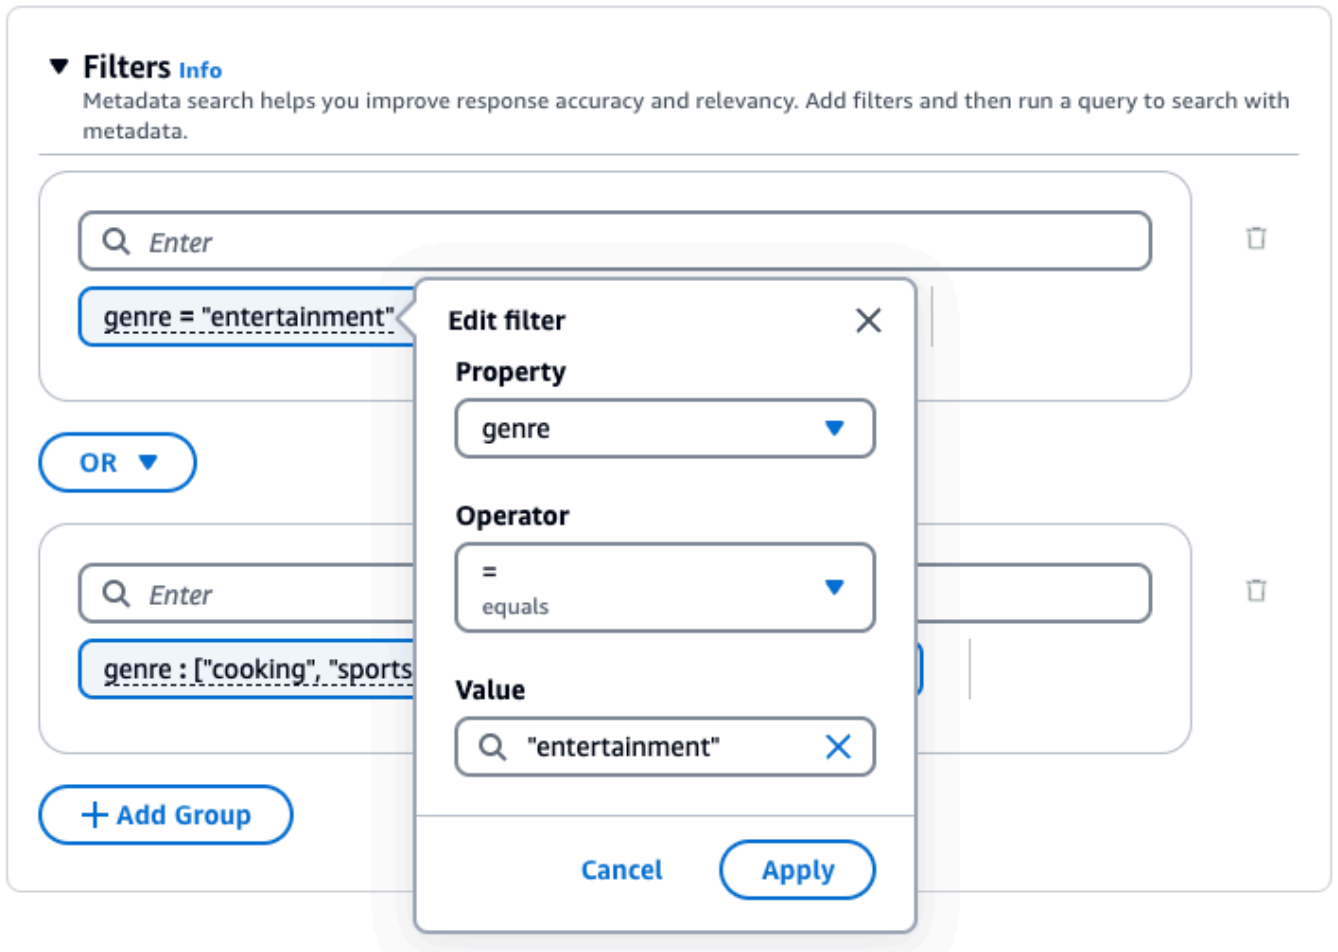 Filters Info
Metadata search helps you improve response accuracy and relevancy. Add filters and then run a query to search with
metadata.
Enter
genre = "entertainment"
Edit filter
Property
genre
OR
Operator
=
equals
Enter
genre : ["cooking", "sports
Value
"entertainment"
Add Group
Cancel Apply